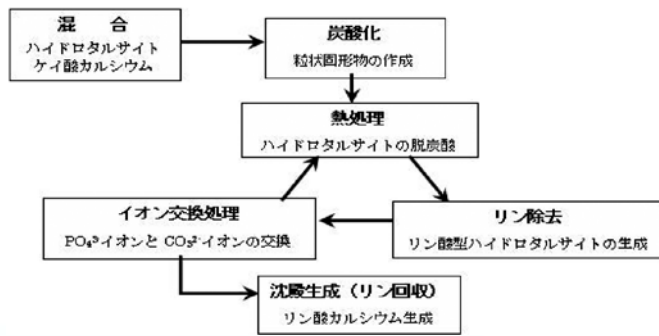 混　合
ハイドロタルサイト
ケイ酸カルシウム
炭酸化
粒状固形物の作成
熱処理
ハイドロタルサイトの脱炭酸
イオン交換処理
PO₄³⁻イオンと CO₃²⁻イオンの交換
リン除去
リン酸型ハイドロタルサイトの生成
沈殿生成（リン回収）
リン酸カルシウム生成